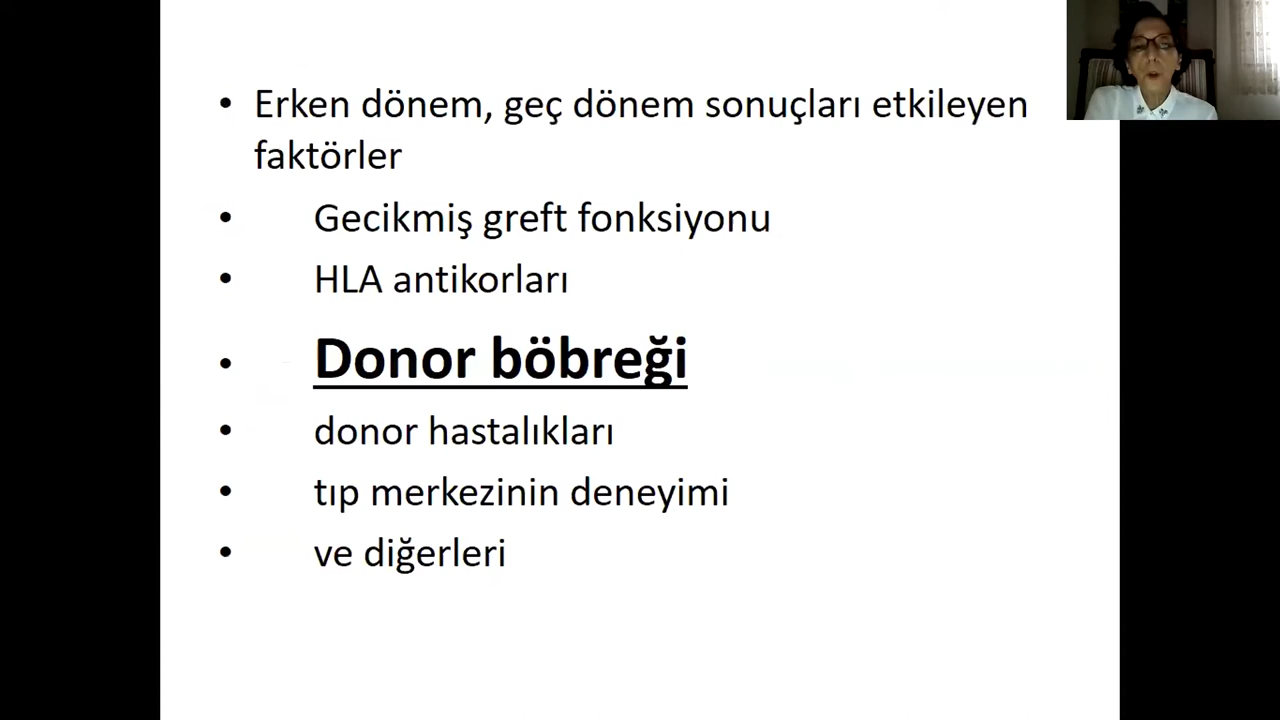 • Erken dönem, geç dönem sonuçları etkileyen
faktörler
• Gecikmiş greft fonksiyonu
• HLA antikorları
• Donor böbreği
• donor hastalıkları
• tıp merkezinin deneyimi
• ve diğerleri